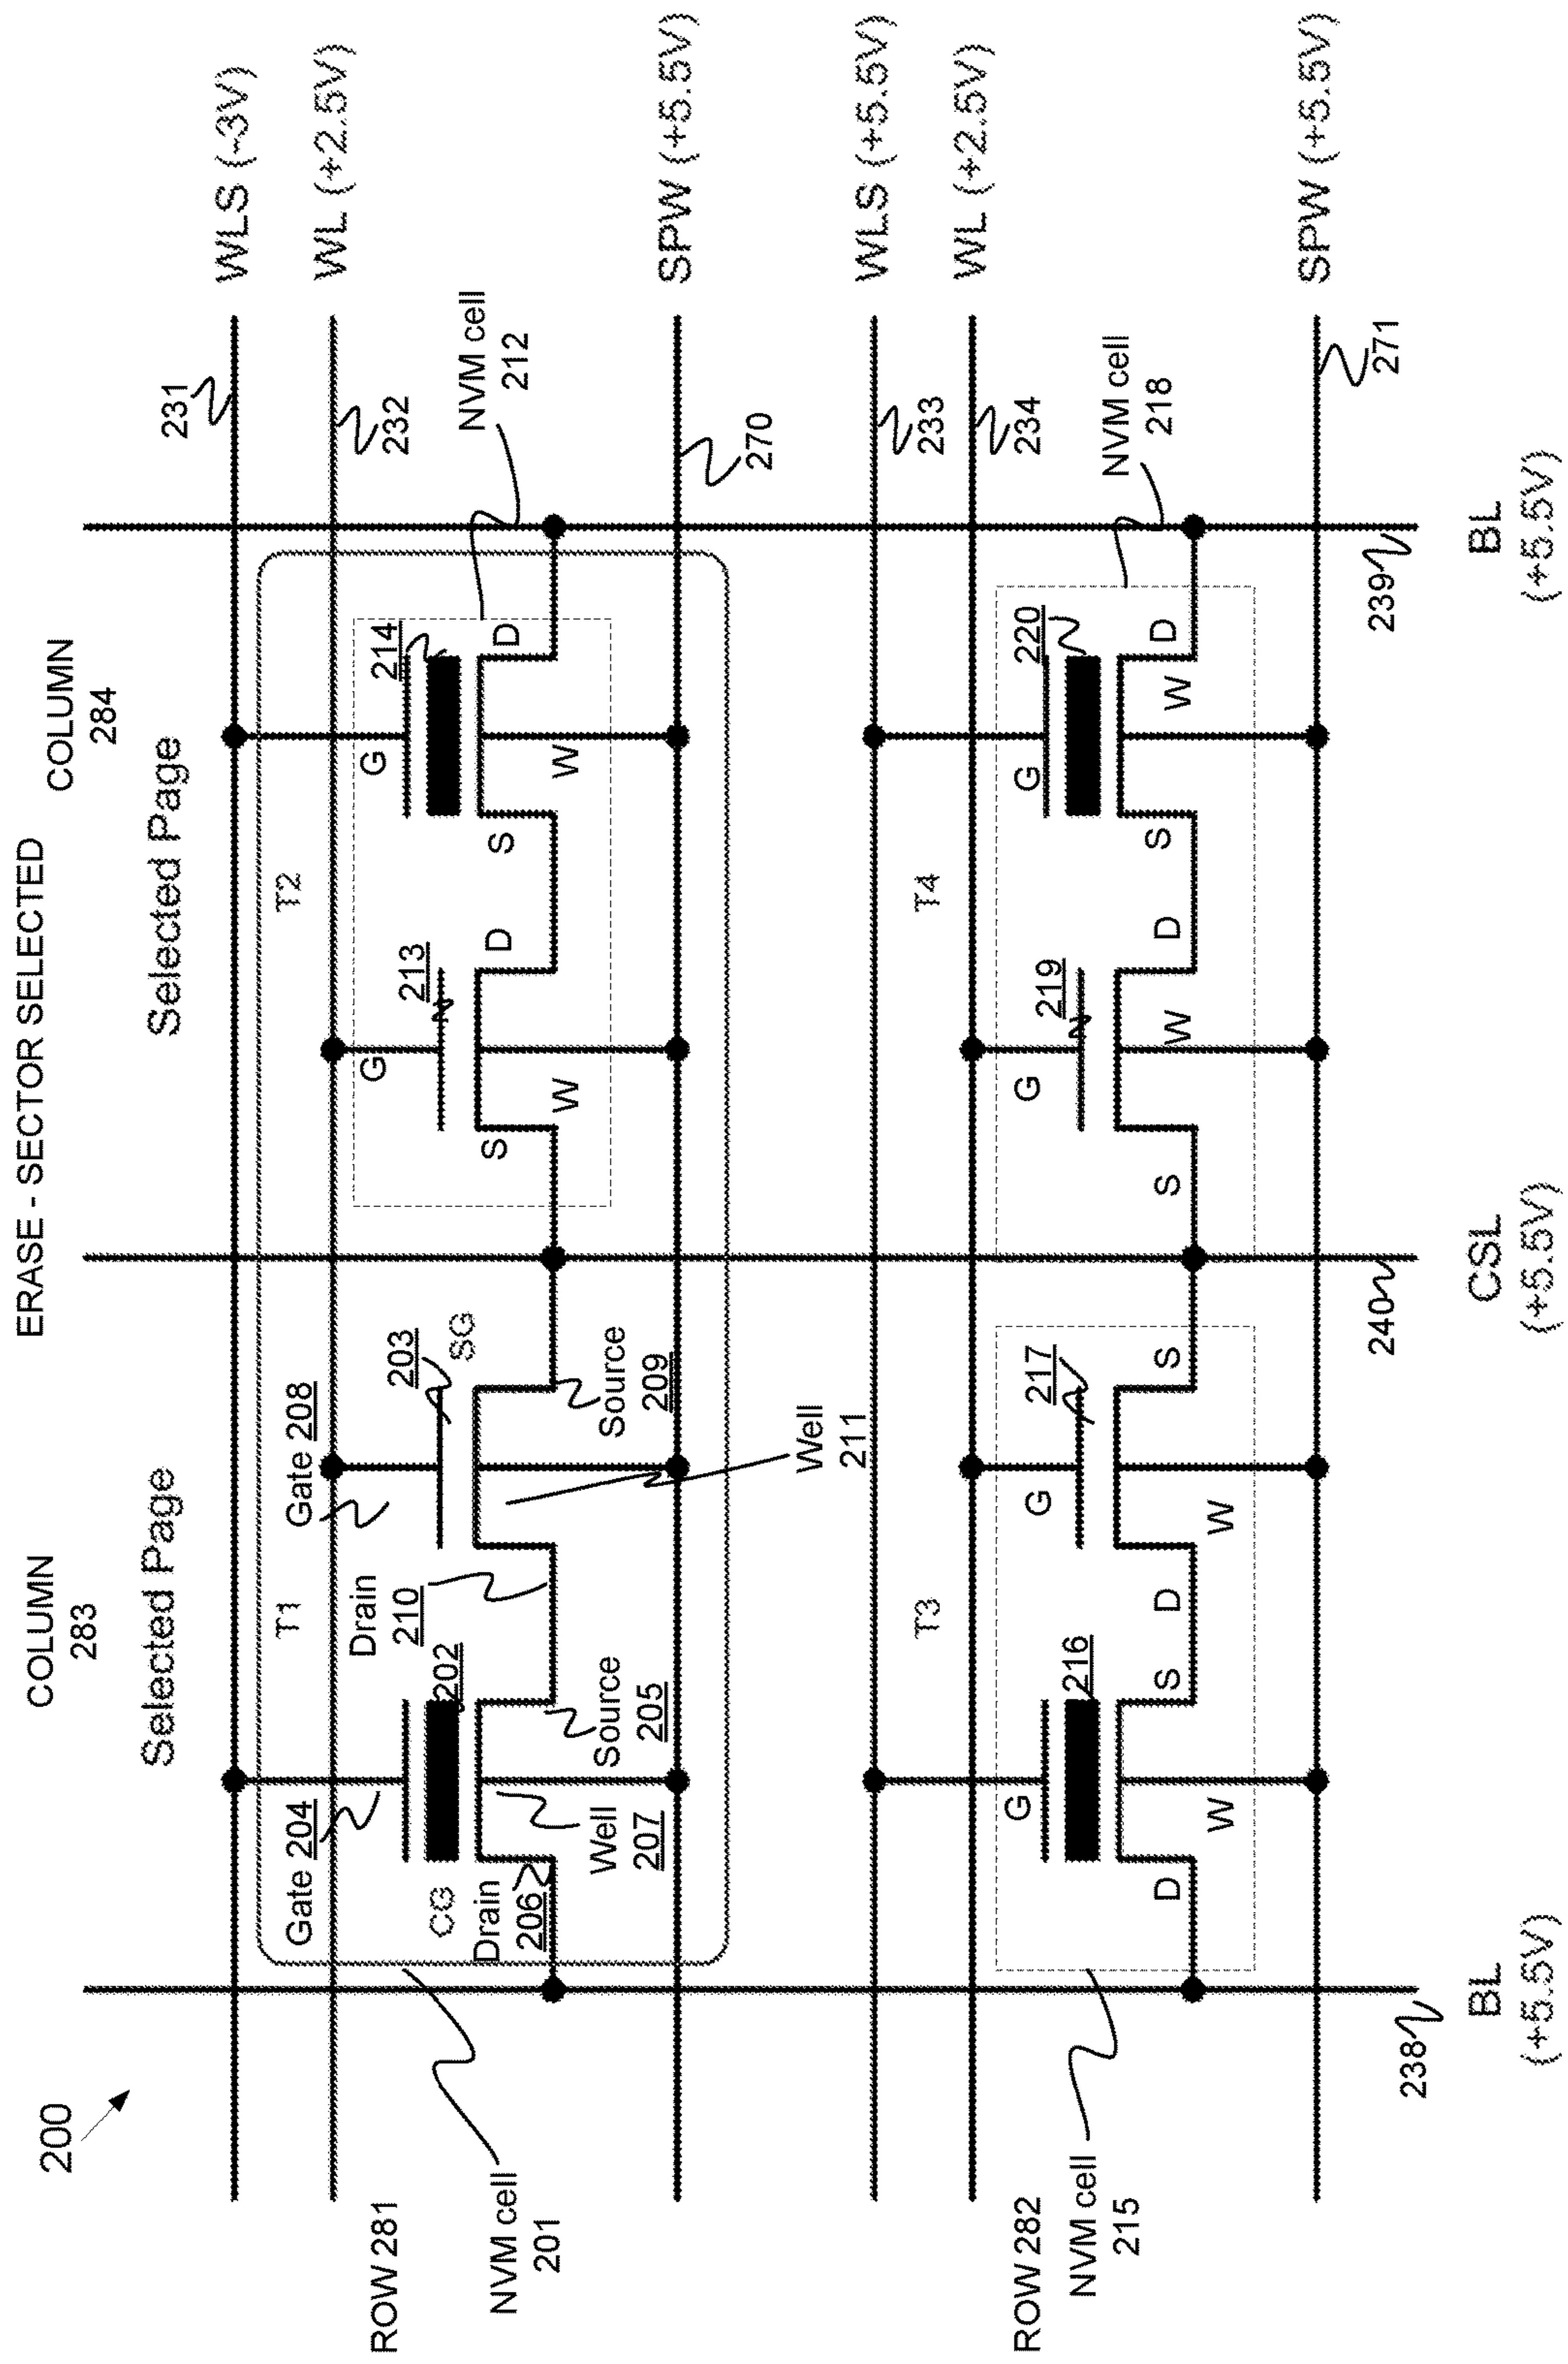 ERASE - SECTOR SELECTED
200
COLUMN
283
COLUMN
284
Selected Page
Selected Page
231
WLS (-3V)
T1
T2
Gate 204
Gate 208
232
WL (+2.5V)
ROW 281
Drain
210
G
213
G
214
CG
202
203
SG
NVM cell
212
NVM cell
201
Drain
206
Source
205
Source
209
S
D
S
D
Well
207
W
W
SPW (+5.5V)
270
Well
211
WLS (+5.5V)
233
T3
T4
WL (+2.5V)
234
ROW 282
G
216
G
217
G
219
G
220
NVM cell
215
NVM cell
218
D
S
D
S
S
D
S
D
W
W
W
W
SPW (+5.5V)
271
238
240
239
BL
(+5.5V)
CSL
(+5.5V)
BL
(+5.5V)